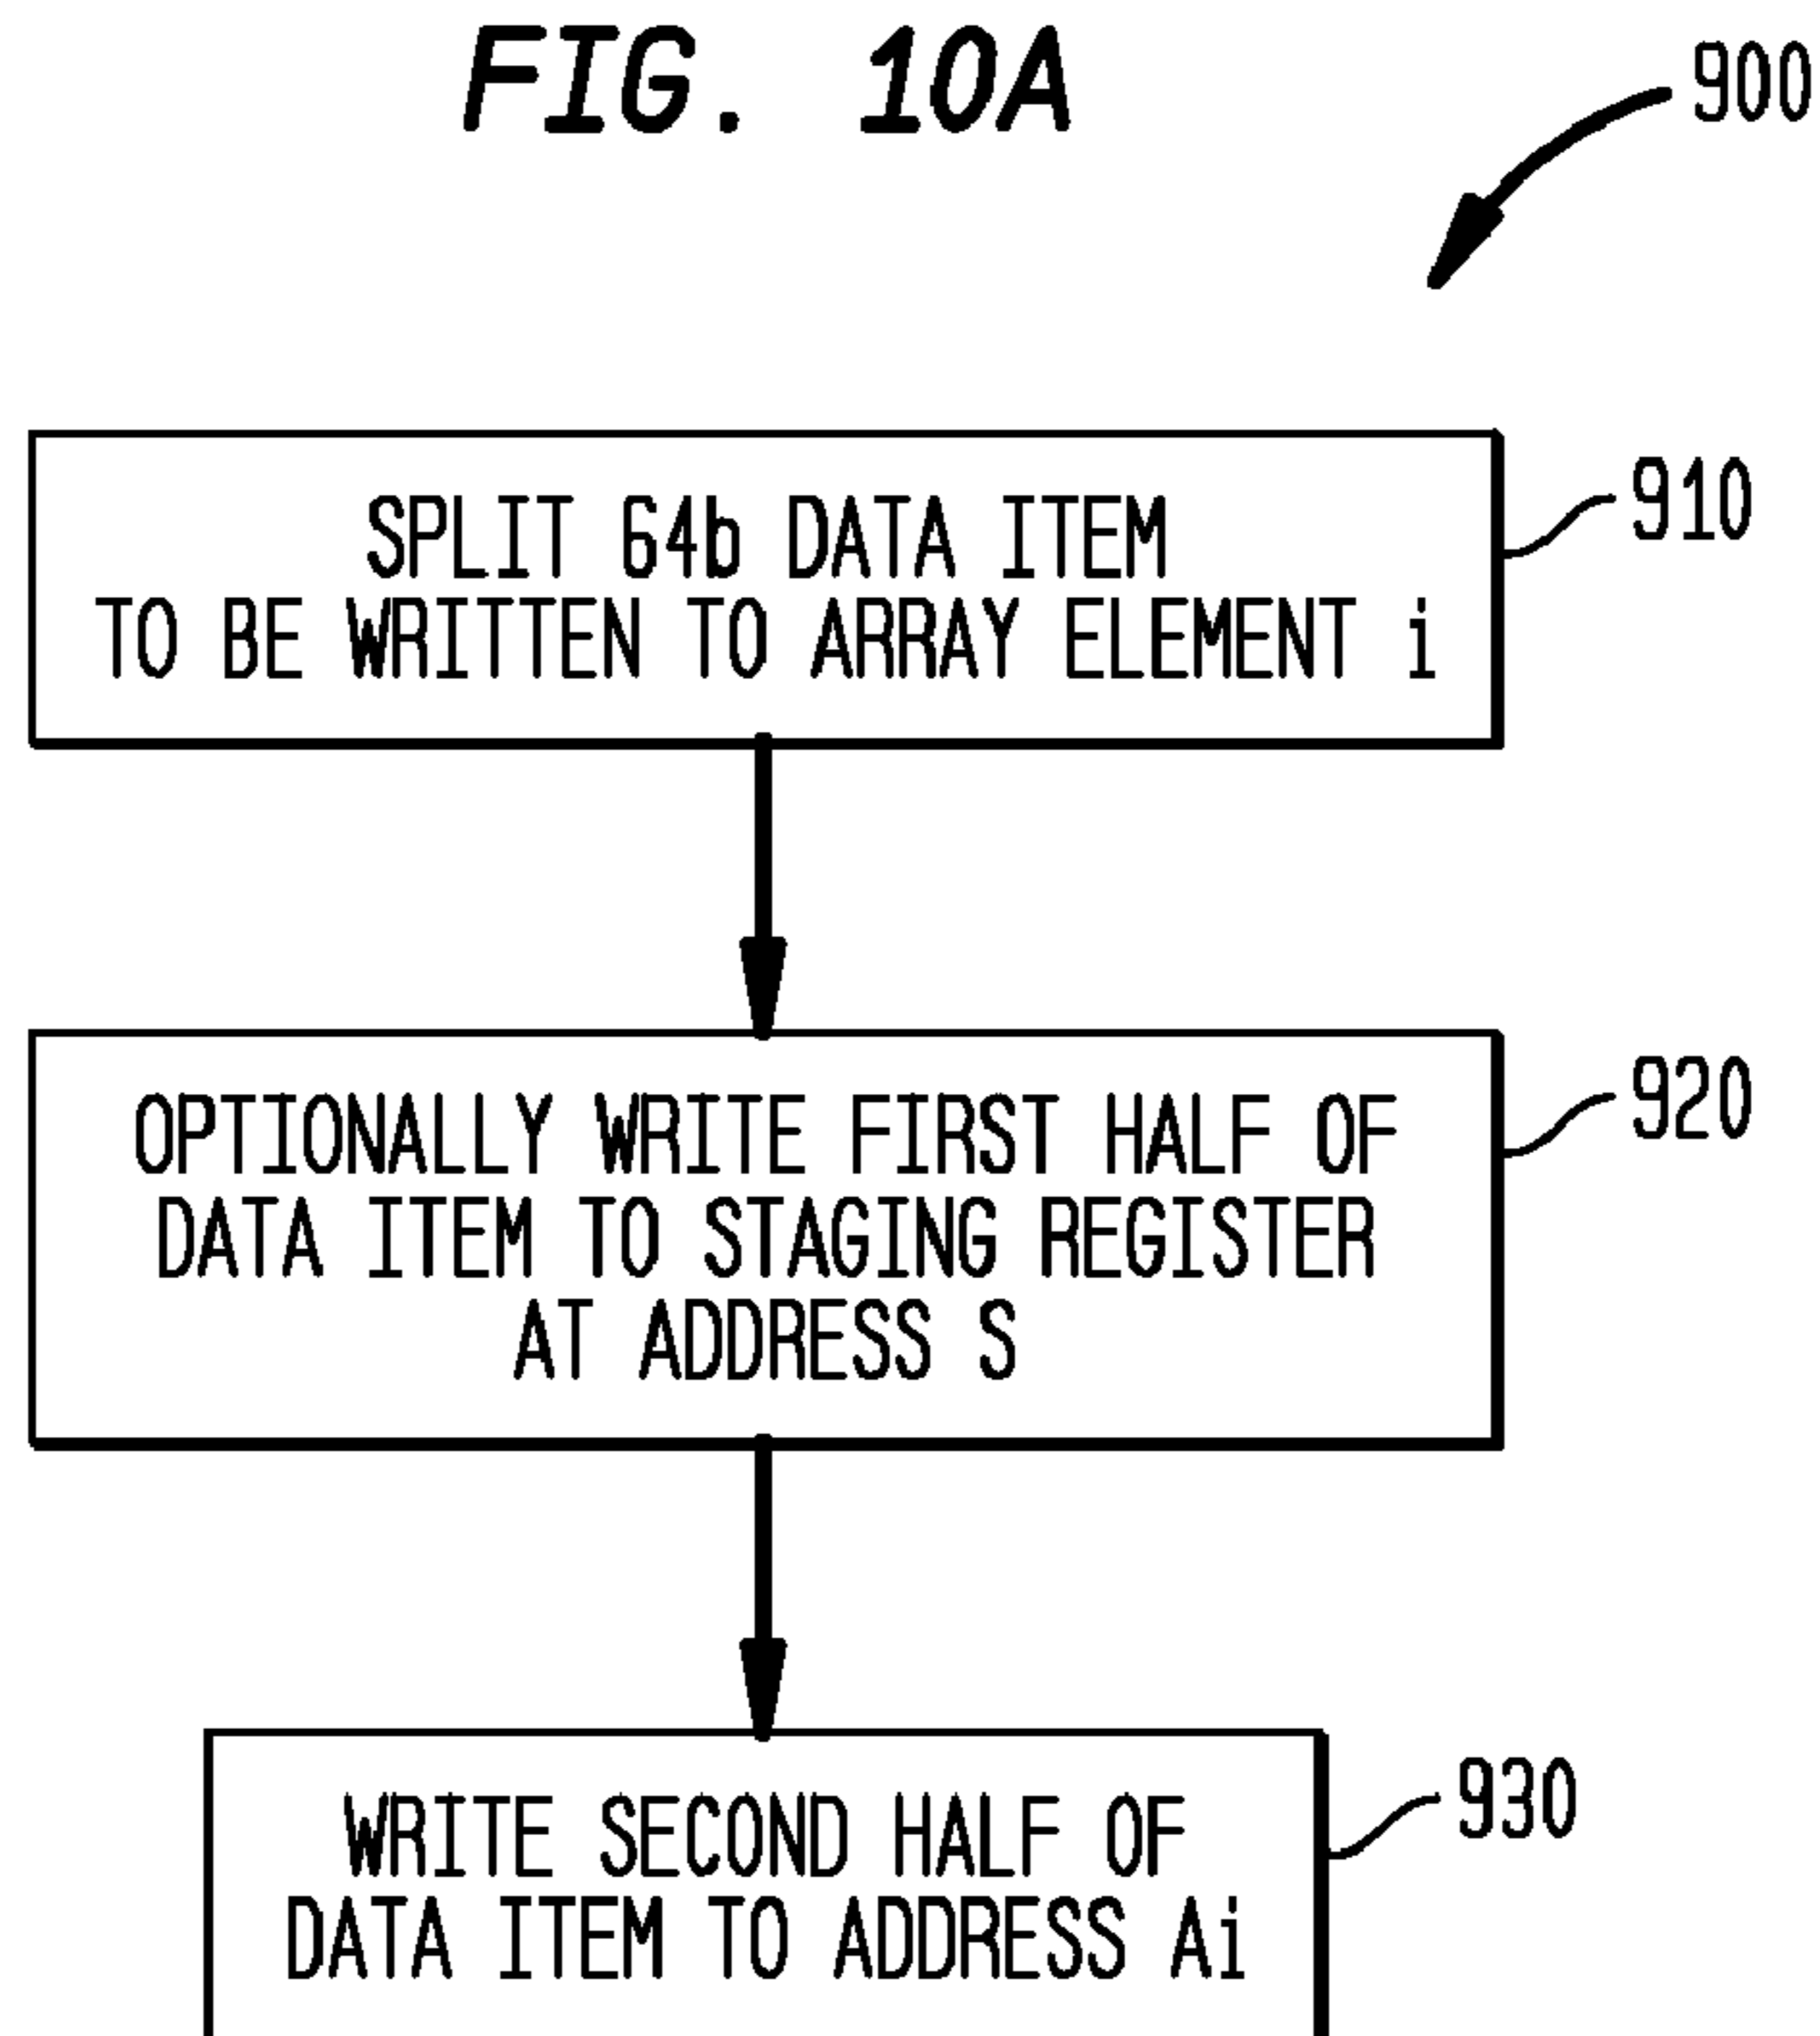 FIG. 10A
900
SPLIT 64b DATA ITEM
TO BE WRITTEN TO ARRAY ELEMENT i
910
OPTIONALLY WRITE FIRST HALF OF
DATA ITEM TO STAGING REGISTER
AT ADDRESS S
920
WRITE SECOND HALF OF
DATA ITEM TO ADDRESS Ai
930